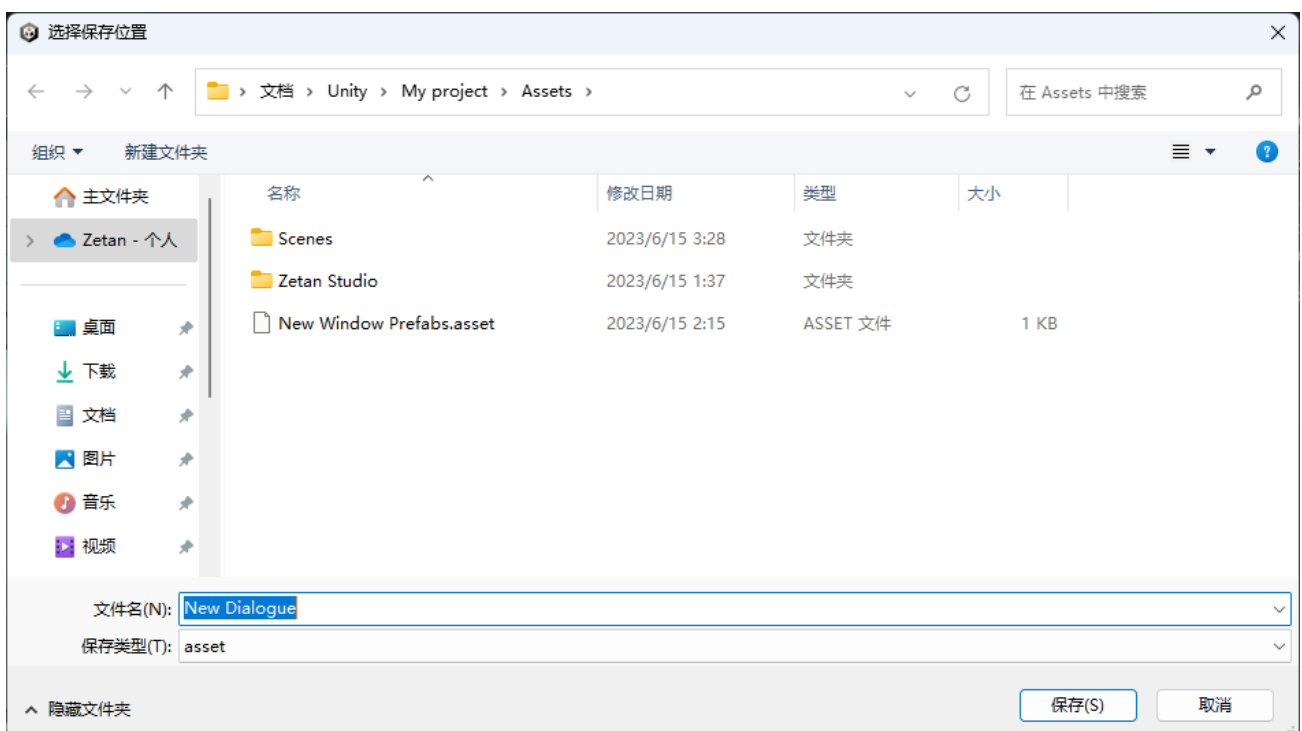 选择保存位置
文档 › Unity › My project › Assets ›
在 Assets 中搜索
组织
新建文件夹
主文件夹
Zetan - 个人
桌面
下载
文档
图片
音乐
视频
名称 修改日期 类型 大小
Scenes 2023/6/15 3:28 文件夹
Zetan Studio 2023/6/15 1:37 文件夹
New Window Prefabs.asset 2023/6/15 2:15 ASSET 文件 1 KB
文件名(N): New Dialogue
保存类型(T): asset
隐藏文件夹
保存(S)
取消